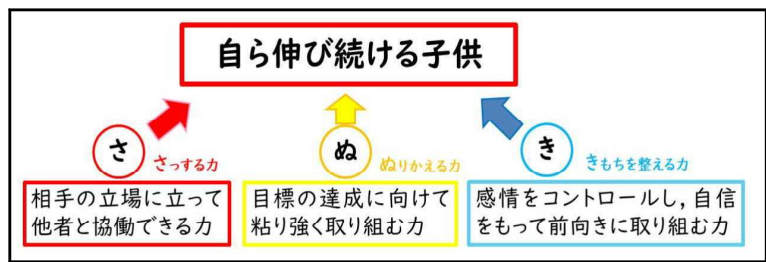 自ら伸び続ける子供
さ
さっする力
ぬ
ぬりかえる力
き
きもちを整える力
相手の立場に立って
他者と協働できる力
目標の達成に向けて
粘り強く取り組む力
感情をコントロールし,自信
をもって前向きに取り組む力